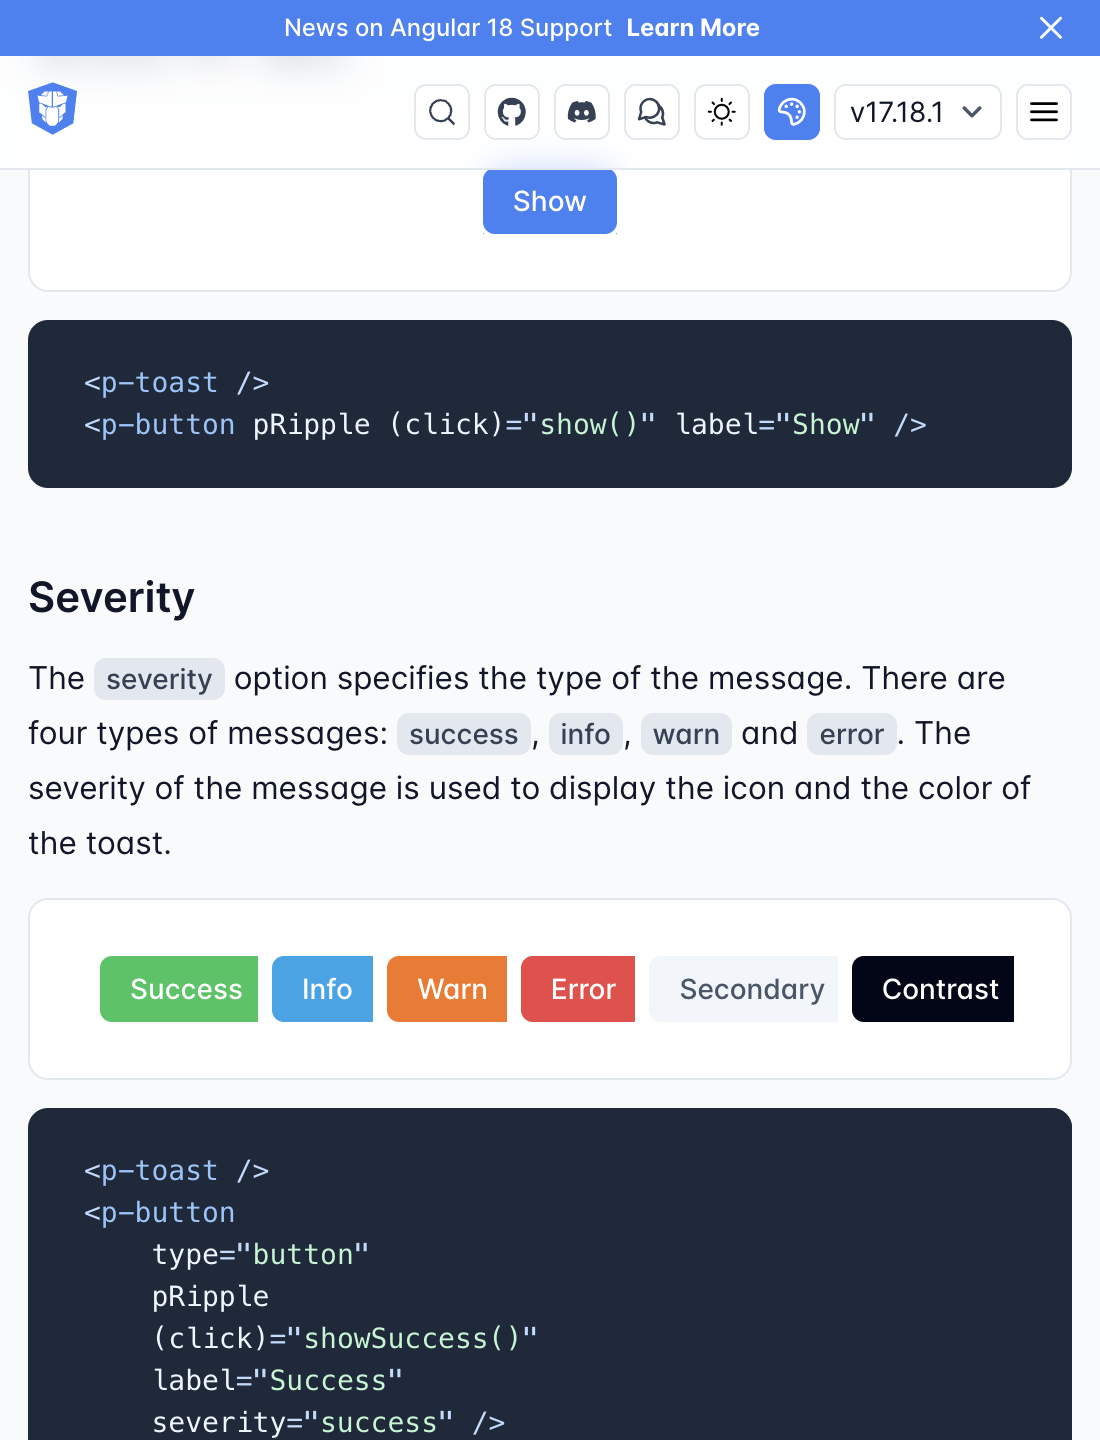 News on Angular 18 Support Learn More
v17.18.1
Show
<p-toast />
<p-button pRipple (click)="show()" label="Show" />
Severity
The severity option specifies the type of the message. There are
four types of messages: success, info, warn and error. The
severity of the message is used to display the icon and the color of
the toast.
Success Info Warn Error Secondary Contrast
<p-toast />
<p-button
    type="button"
    pRipple
    (click)="showSuccess()"
    label="Success"
    severity="success" />